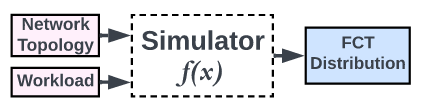 Network
Topology
Workload
Simulator
f(x)
FCT
Distribution